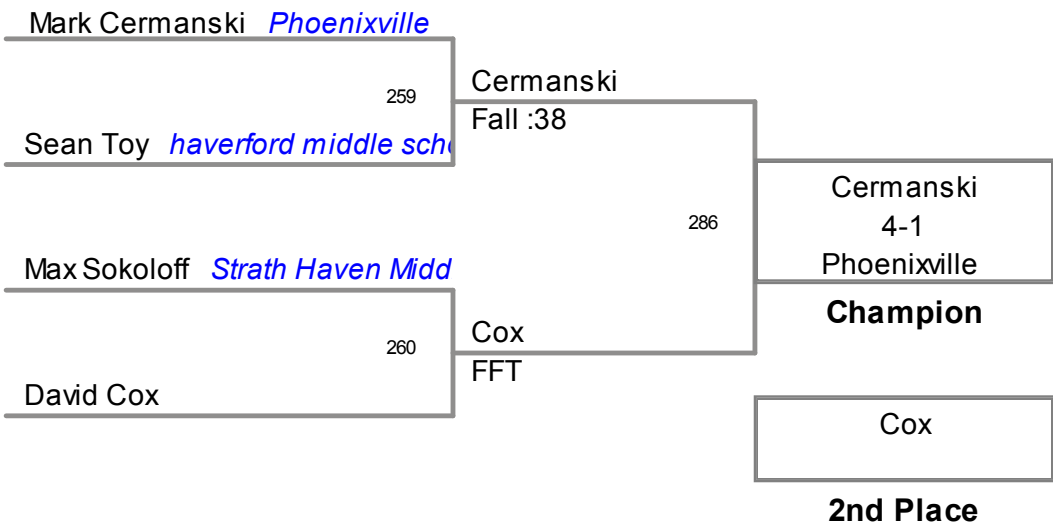 Mark Cermanski Phoenixville
259
Cermanski
Fall :38
Sean Toy haverford middle scho
286
Cermanski
4-1
Phoenixville
Champion
Max Sokoloff Strath Haven Midd
260
Cox
FFT
David Cox
Cox
2nd Place